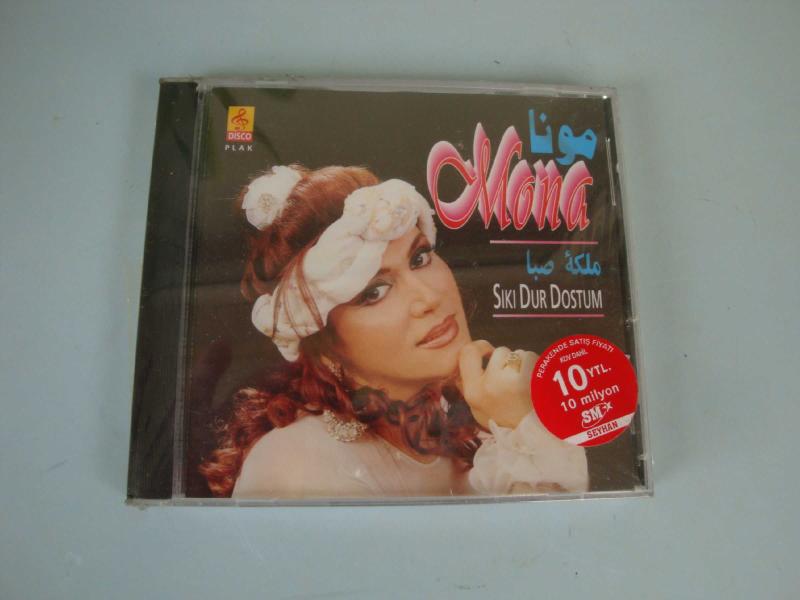 DISCO
PLAK
مونا
Mona
ملكهٔ صبا
SIKI DUR DOSTUM
PERAKENDE SATIŞ FİYATI
KDV DAHİL
10 YTL.
10 milyon
SM
SEYHAN